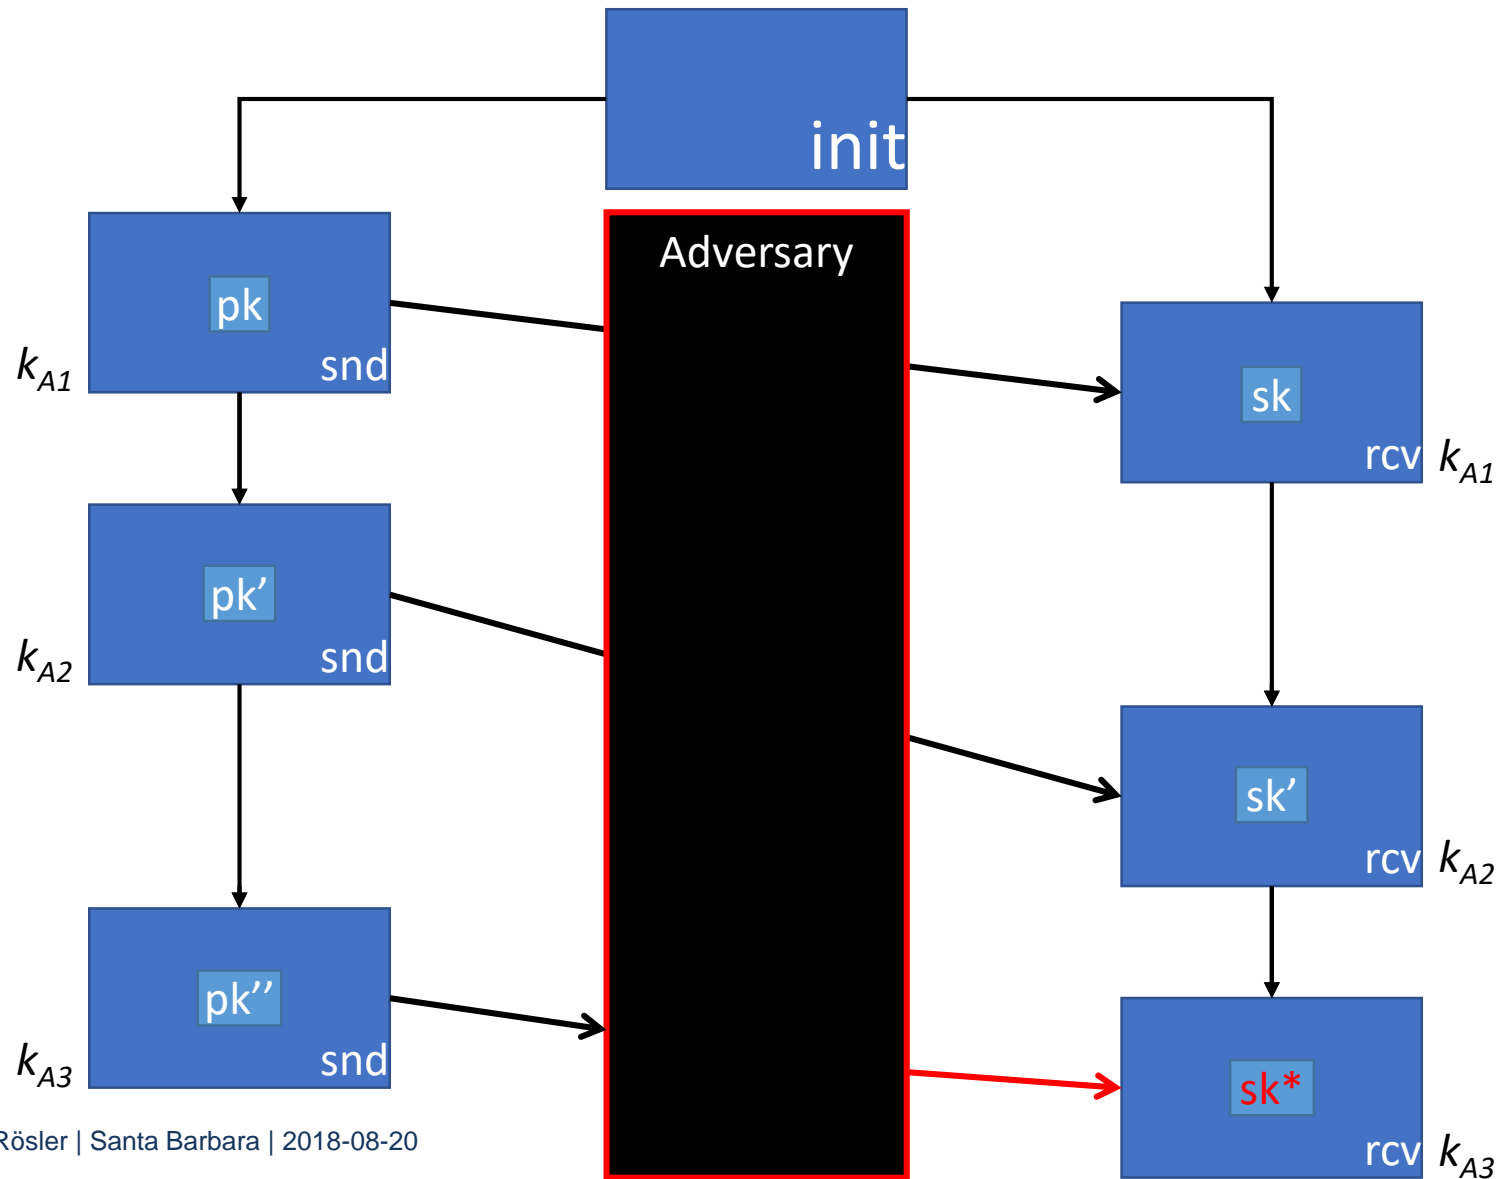 init
Adversary
pk
snd
k_A1
sk
rcv
k_A1
pk’
snd
k_A2
sk’
rcv
k_A2
pk’’
snd
k_A3
sk*
rcv
k_A3
Rösler | Santa Barbara | 2018-08-20